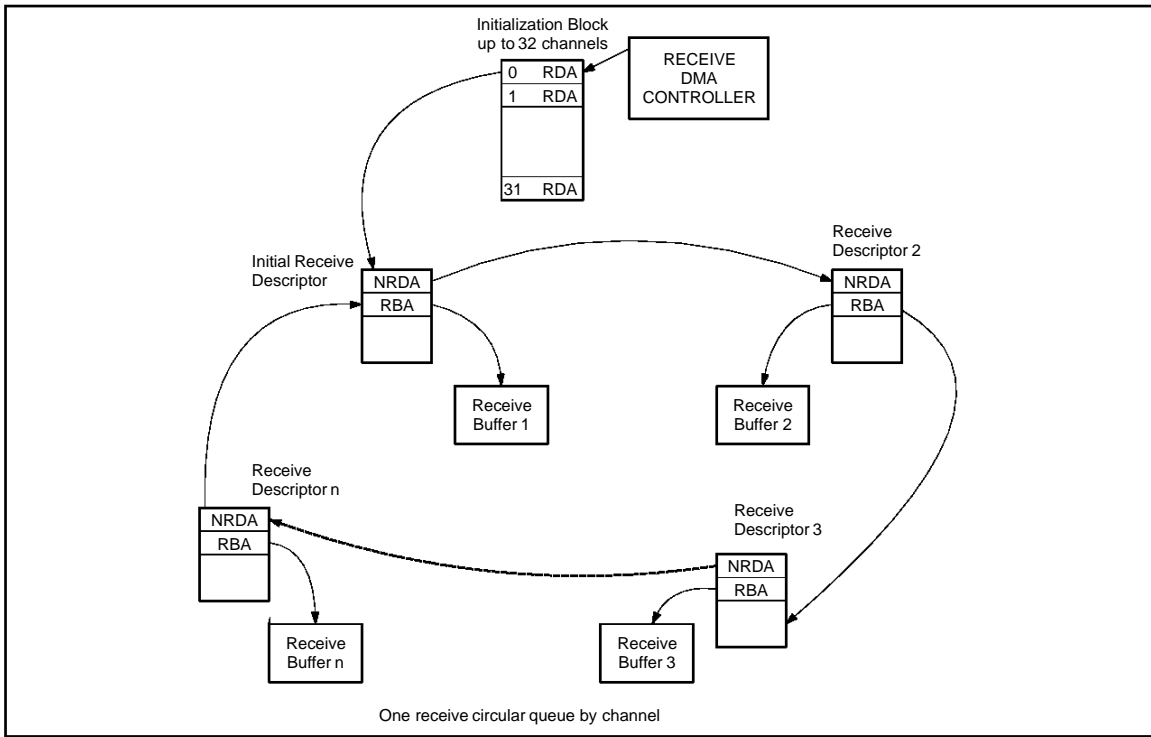 Initialization Block
up to 32 channels
0 RDA
1 RDA
31 RDA
RECEIVE
DMA
CONTROLLER
Initial Receive
Descriptor
NRDA
RBA
Receive
Buffer 1
Receive
Descriptor 2
NRDA
RBA
Receive
Buffer 2
Receive
Descriptor n
NRDA
RBA
Receive
Buffer n
Receive
Descriptor 3
NRDA
RBA
Receive
Buffer 3
One receive circular queue by channel